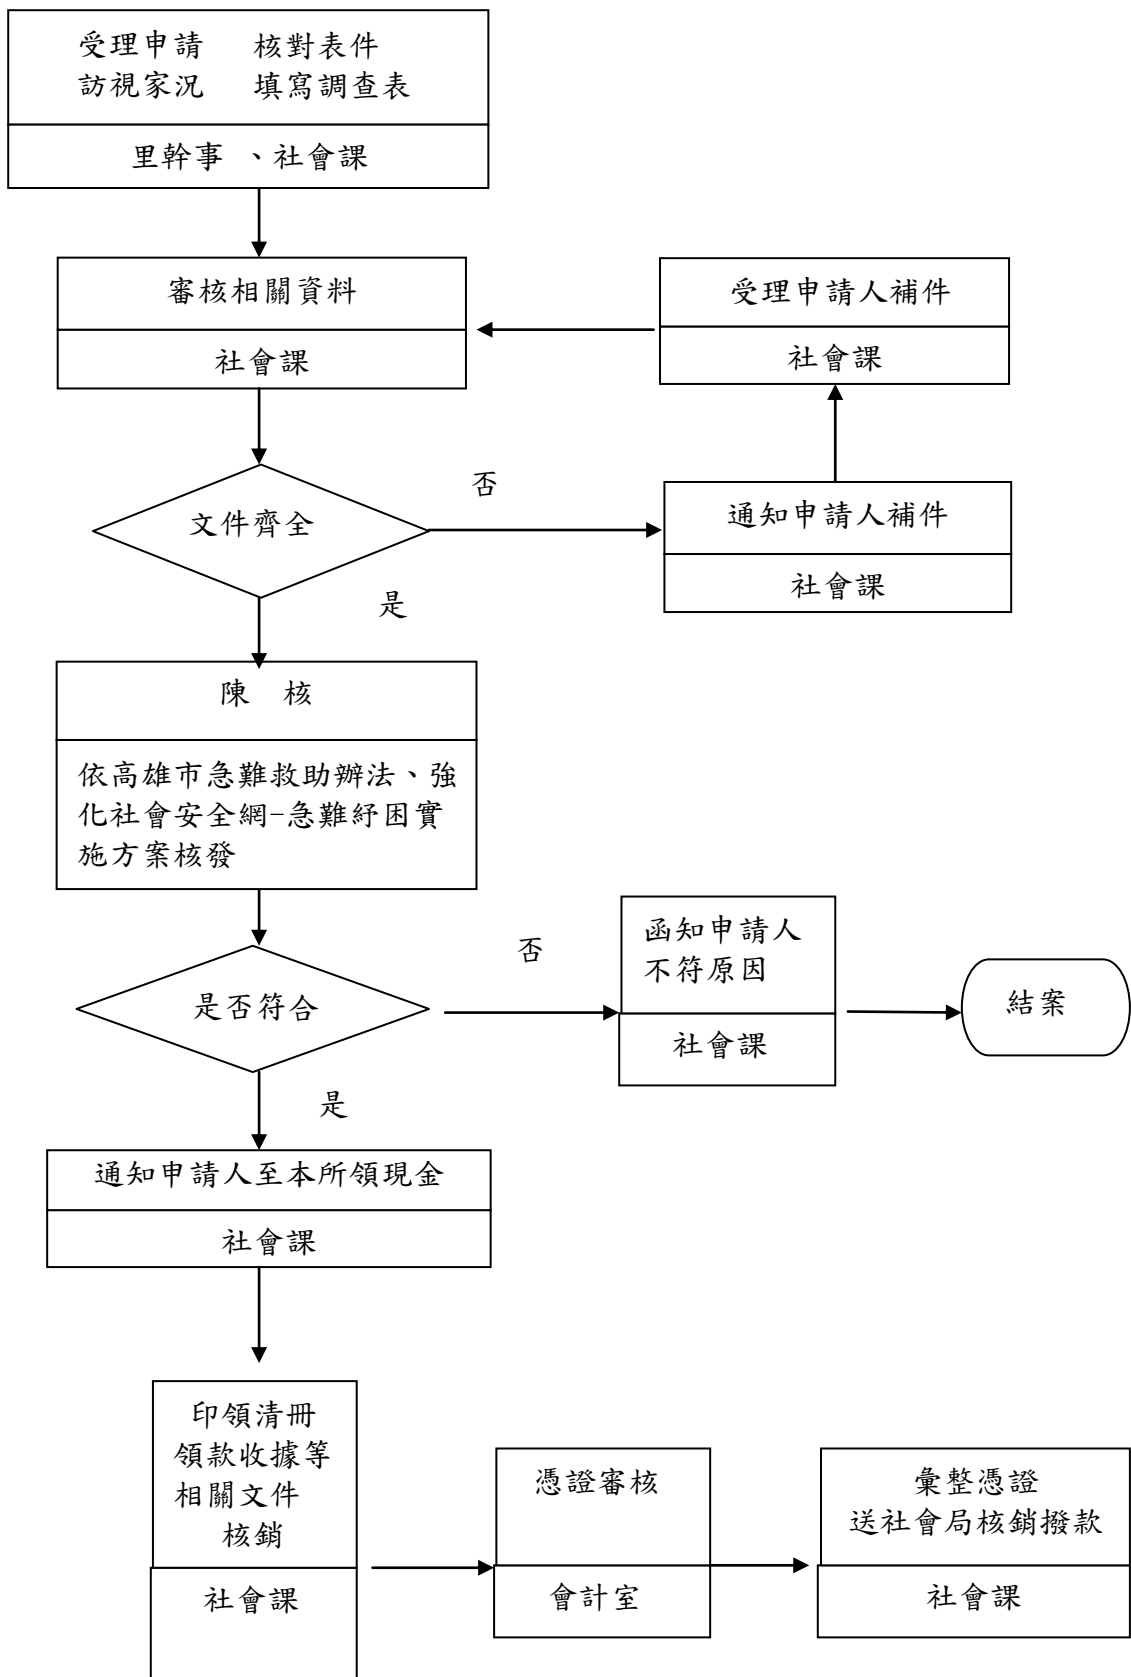 受理申請 核對表件
訪視家況 填寫調查表
里幹事 、社會課
審核相關資料
社會課
受理申請人補件
社會課
文件齊全
否
通知申請人補件
社會課
是
陳 核
依高雄市急難救助辦法、強
化社會安全網-急難紓困實
施方案核發
是否符合
否
函知申請人
不符原因
社會課
結案
是
通知申請人至本所領現金
社會課
印領清冊
領款收據等
相關文件
核銷
社會課
憑證審核
會計室
彙整憑證
送社會局核銷撥款
社會課